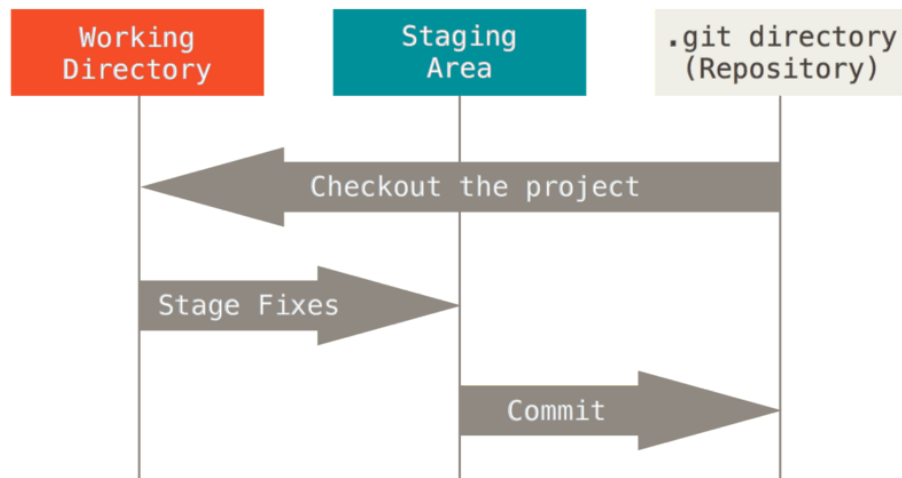 Working
Directory
Staging
Area
.git directory
(Repository)
Checkout the project
Stage Fixes
Commit